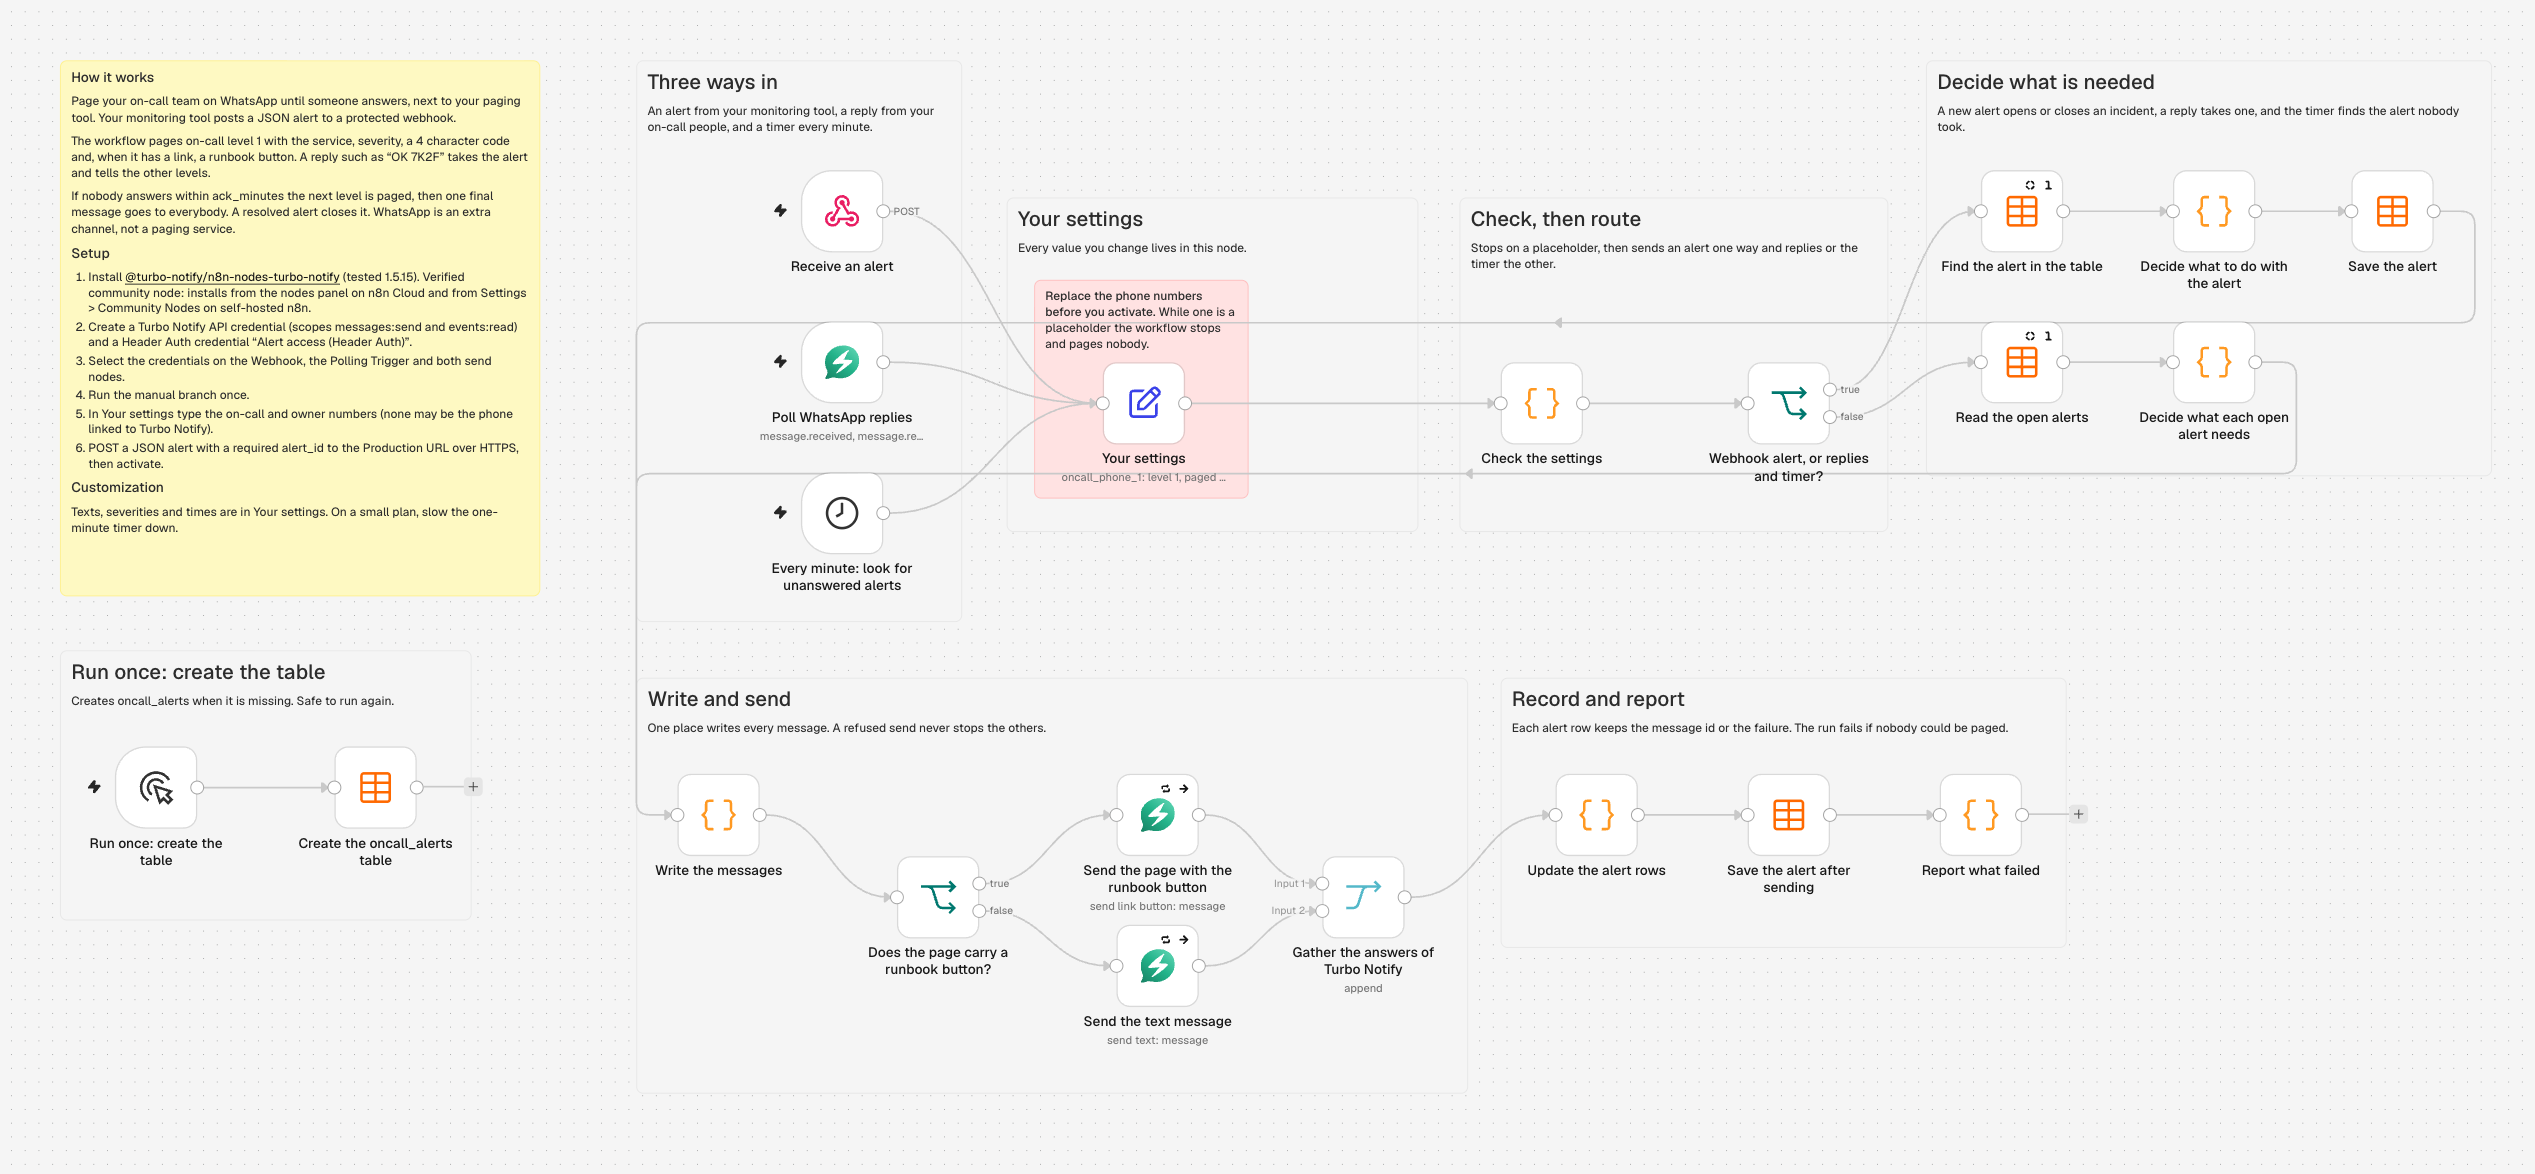 How it works
Page your on-call team on WhatsApp until someone answers, next to your paging
tool. Your monitoring tool posts a JSON alert to a protected webhook.
The workflow pages on-call level 1 with the service, severity, a 4 character code
and, when it has a link, a runbook button. A reply such as “OK 7K2F” takes the alert
and tells the other levels.
If nobody answers within ack_minutes the next level is paged, then one final
message goes to everybody. A resolved alert closes it. WhatsApp is an extra
channel, not a paging service.
Setup
1. Install @turbo-notify/n8n-nodes-turbo-notify (tested 1.5.15). Verified
community node: installs from the nodes panel on n8n Cloud and from Settings
> Community Nodes on self-hosted n8n.
2. Create a Turbo Notify API credential (scopes messages:send and events:read)
and a Header Auth credential “Alert access (Header Auth)”.
3. Select the credentials on the Webhook, the Polling Trigger and both send
nodes.
4. Run the manual branch once.
5. In Your settings type the on-call and owner numbers (none may be the phone
linked to Turbo Notify).
6. POST a JSON alert with a required alert_id to the Production URL over HTTPS,
then activate.
Customization
Texts, severities and times are in Your settings. On a small plan, slow the one-
minute timer down.
Three ways in
An alert from your monitoring tool, a reply from your
on-call people, and a timer every minute.
POST
Receive an alert
Poll WhatsApp replies
message.received, message.re...
Every minute: look for
unanswered alerts
Your settings
Every value you change lives in this node.
Replace the phone numbers
before you activate. While one is a
placeholder the workflow stops
and pages nobody.
Your settings
oncall_phone_1: level 1, paged ...
Check, then route
Stops on a placeholder, then sends an alert one way and replies or the
timer the other.
Check the settings
true
false
Webhook alert, or replies
and timer?
Decide what is needed
A new alert opens or closes an incident, a reply takes one, and the timer finds the alert nobody
took.
1
Find the alert in the table
Decide what to do with
the alert
Save the alert
1
Read the open alerts
Decide what each open
alert needs
Run once: create the table
Creates oncall_alerts when it is missing. Safe to run again.
Run once: create the
table
Create the oncall_alerts
table
Write and send
One place writes every message. A refused send never stops the others.
Write the messages
true
false
Does the page carry a
runbook button?
Send the page with the
runbook button
send link button: message
Send the text message
send text: message
Input 1
Input 2
Gather the answers of
Turbo Notify
append
Record and report
Each alert row keeps the message id or the failure. The run fails if nobody could be paged.
Update the alert rows
Save the alert after
sending
Report what failed